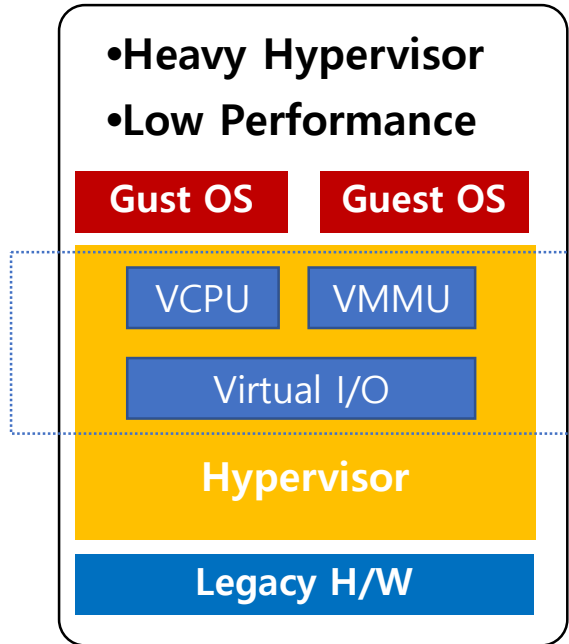 •Heavy Hypervisor
•Low Performance
Gust OS Guest OS
VCPU VMMU
Virtual I/O
Hypervisor
Legacy H/W